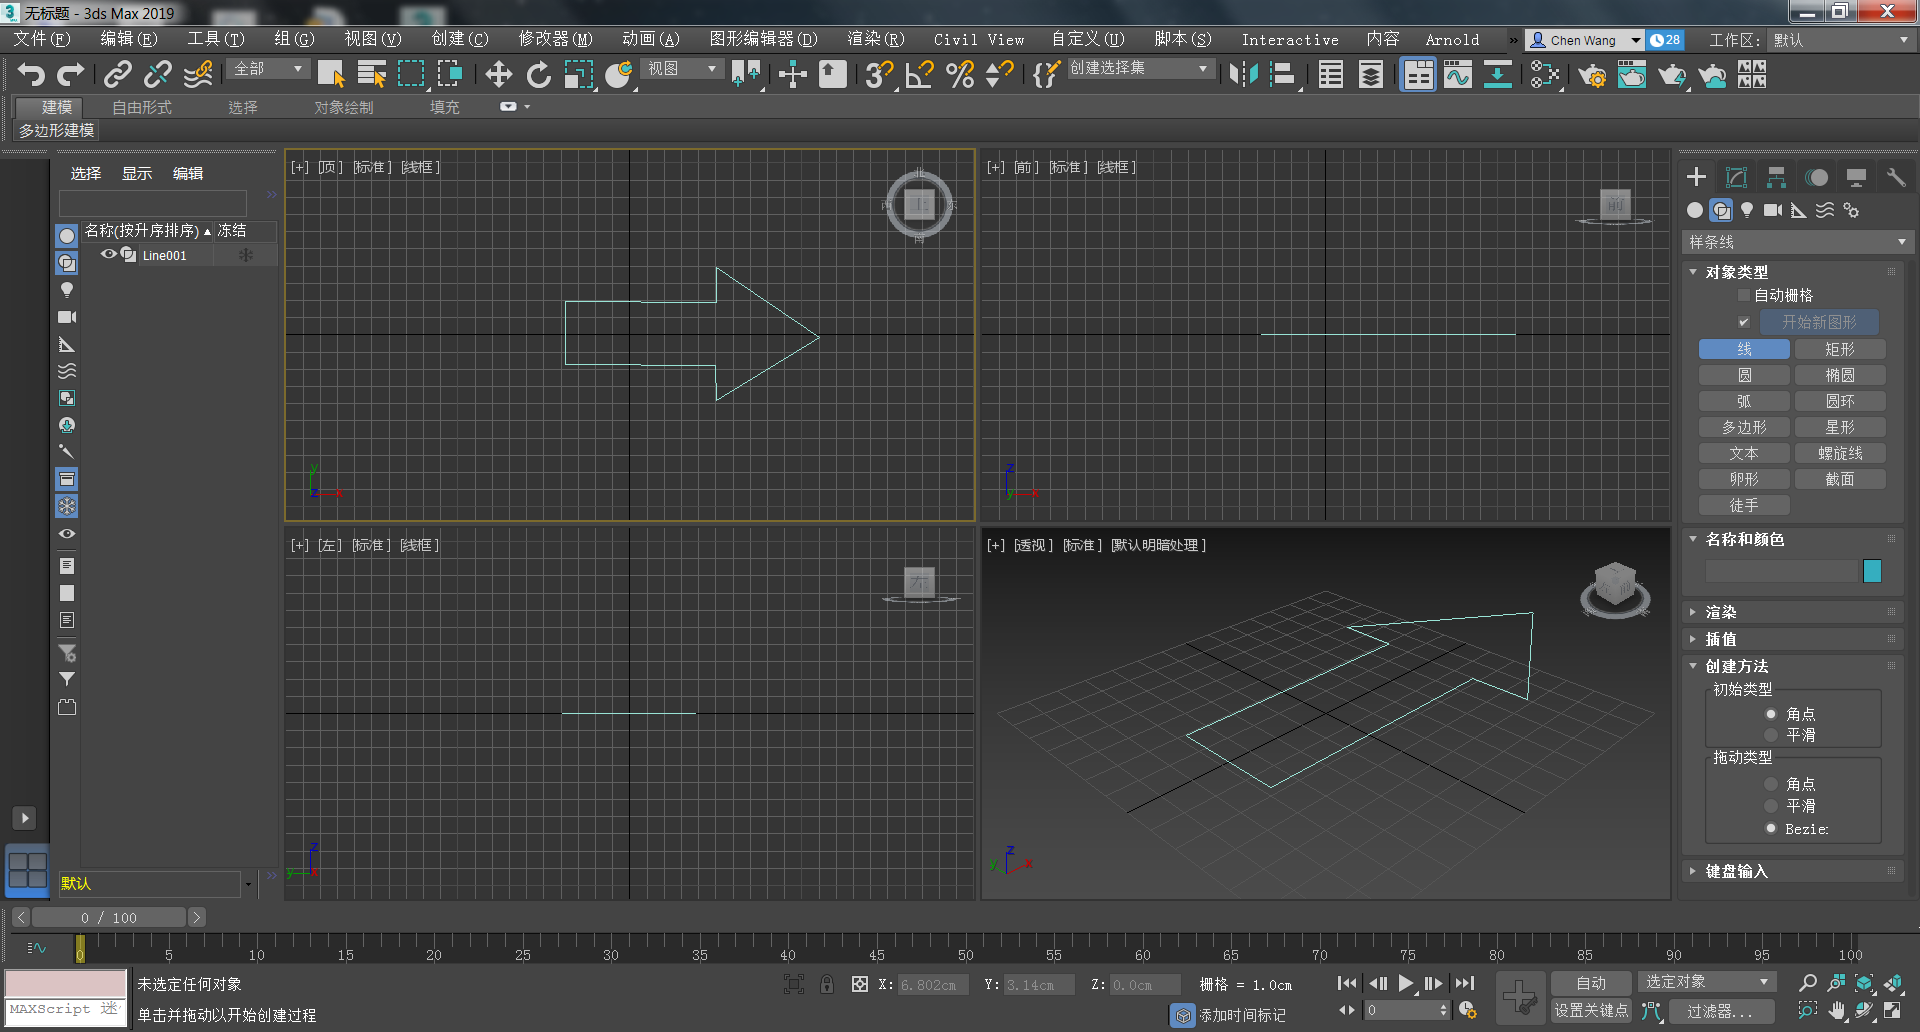 无标题 - 3ds Max 2019
文件(F) 编辑(E) 工具(T) 组(G) 视图(V) 创建(C) 修改器(M) 动画(A) 图形编辑器(D) 渲染(R) Civil View 自定义(U) 脚本(S) Interactive 内容 Arnold » Chen Wang 28 工作区: 默认
全部 视图 创建选择集
建模 自由形式 选择 对象绘制 填充
多边形建模
选择 显示 编辑
名称(按升序排序) 冻结
Line001
默认
[+] [顶] [标准] [线框]
上
北
东
南
西
y
z
x
[+] [前] [标准] [线框]
前
z
y
x
[+] [左] [标准] [线框]
左
z
y
x
[+] [透视] [标准] [默认明暗处理]
z
y
x
样条线
对象类型
自动栅格
开始新图形
线 矩形
圆 椭圆
弧 圆环
多边形 星形
文本 螺旋线
卵形 截面
徒手
名称和颜色
渲染
插值
创建方法
初始类型
角点
平滑
拖动类型
角点
平滑
Bezie:
键盘输入
0 / 100
0 5 10 15 20 25 30 35 40 45 50 55 60 65 70 75 80 85 90 95 100
未选定任何对象 X: 6.802cm Y: 3.14cm Z: 0.0cm 栅格 = 1.0cm 自动 选定对象
MAXScript 迷
单击并拖动以开始创建过程 添加时间标记 0 设置关键点 过滤器...